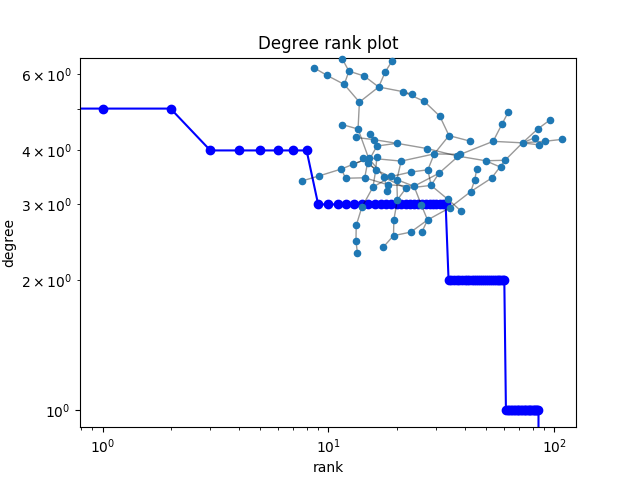 Degree rank plot
degree
6 × 10⁰
4 × 10⁰
3 × 10⁰
2 × 10⁰
10⁰
10⁰
10¹
10²
rank